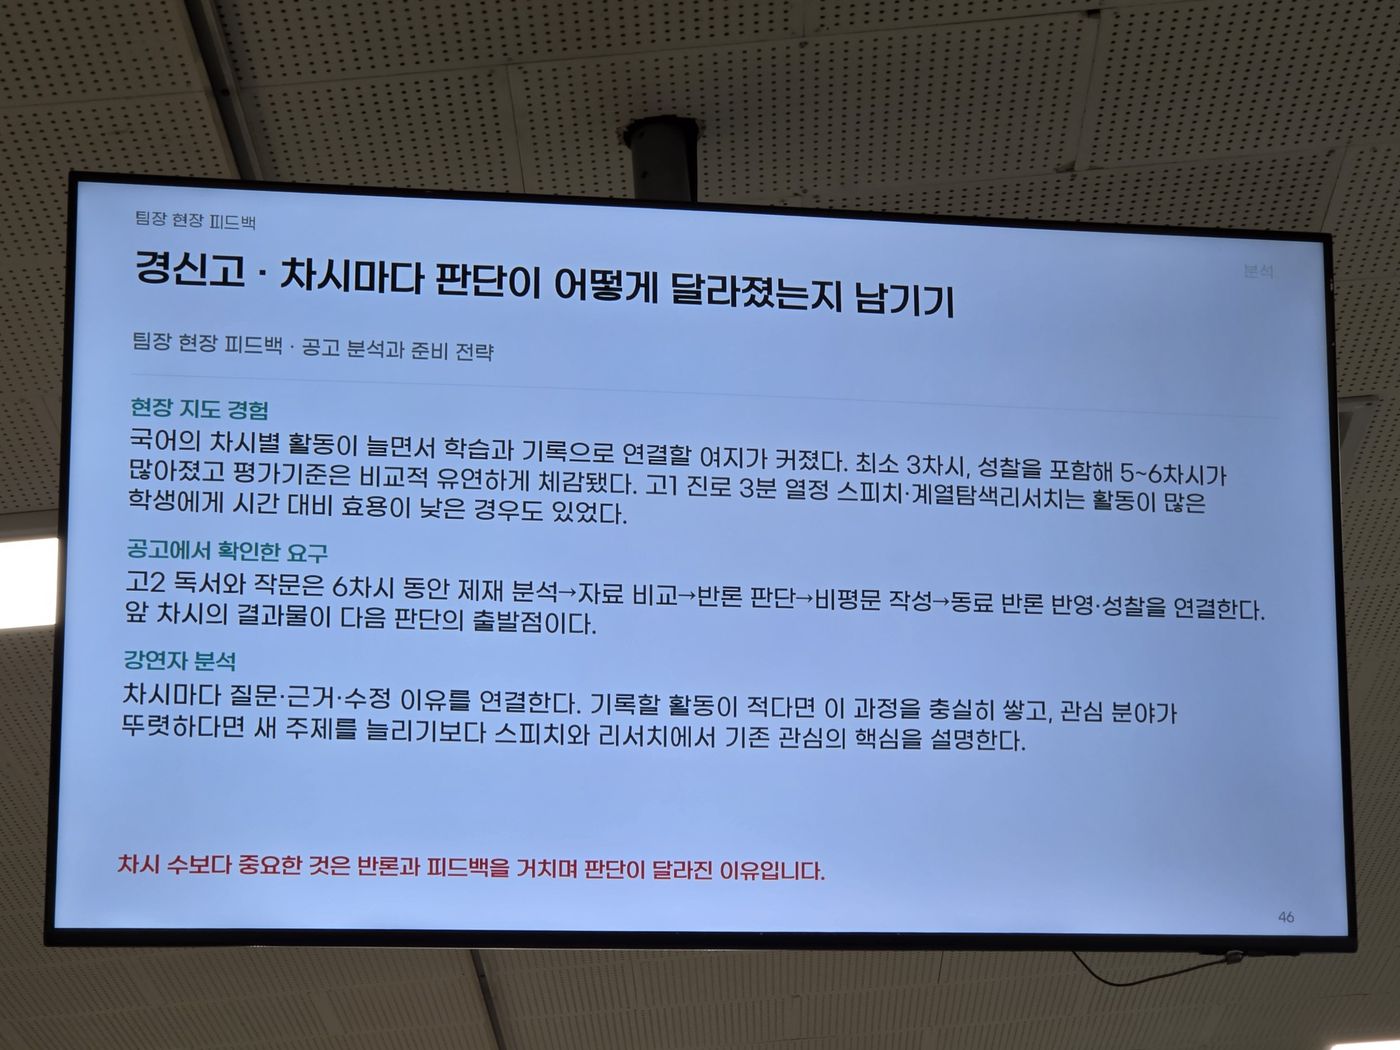 팀장 현장 피드백
분석
경신고 · 차시마다 판단이 어떻게 달라졌는지 남기기
팀장 현장 피드백 · 공고 분석과 준비 전략
현장 지도 경험
국어의 차시별 활동이 늘면서 학습과 기록으로 연결할 여지가 커졌다. 최소 3차시, 성찰을 포함해 5~6차시가
많아졌고 평가기준은 비교적 유연하게 체감됐다. 고1 진로 3분 열정 스피치·계열탐색리서치는 활동이 많은
학생에게 시간 대비 효용이 낮은 경우도 있었다.
공고에서 확인한 요구
고2 독서와 작문은 6차시 동안 제재 분석→자료 비교→반론 판단→비평문 작성→동료 반론 반영·성찰을 연결한다.
앞 차시의 결과물이 다음 판단의 출발점이다.
강연자 분석
차시마다 질문·근거·수정 이유를 연결한다. 기록할 활동이 적다면 이 과정을 충실히 쌓고, 관심 분야가
뚜렷하다면 새 주제를 늘리기보다 스피치와 리서치에서 기존 관심의 핵심을 설명한다.
차시 수보다 중요한 것은 반론과 피드백을 거치며 판단이 달라진 이유입니다.
46